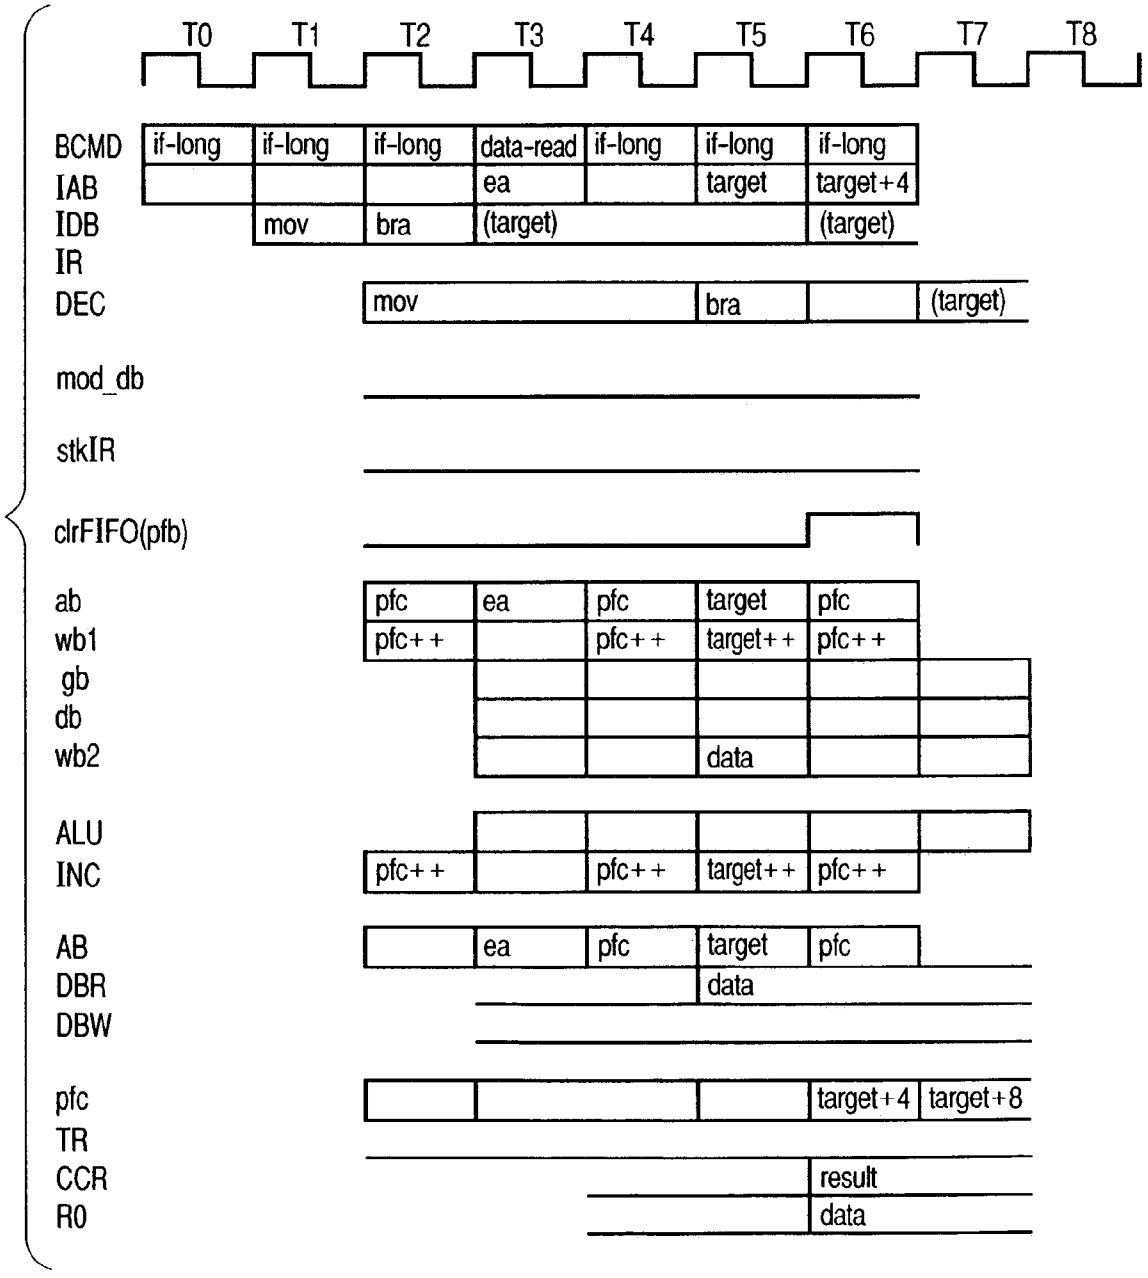 T0 T1 T2 T3 T4 T5 T6 T7 T8
BCMD if-long if-long if-long data-read if-long if-long if-long
IAB ea target target+4
IDB mov bra (target) (target)
IR
DEC mov bra (target)
mod_db
stkIR
clrFIFO(pfb)
ab pfc ea pfc target pfc
wb1 pfc++ pfc++ target++ pfc++
gb
db
wb2 data
ALU
INC pfc++ pfc++ target++ pfc++
AB ea pfc target pfc
DBR data
DBW
pfc target+4 target+8
TR
CCR result
R0 data